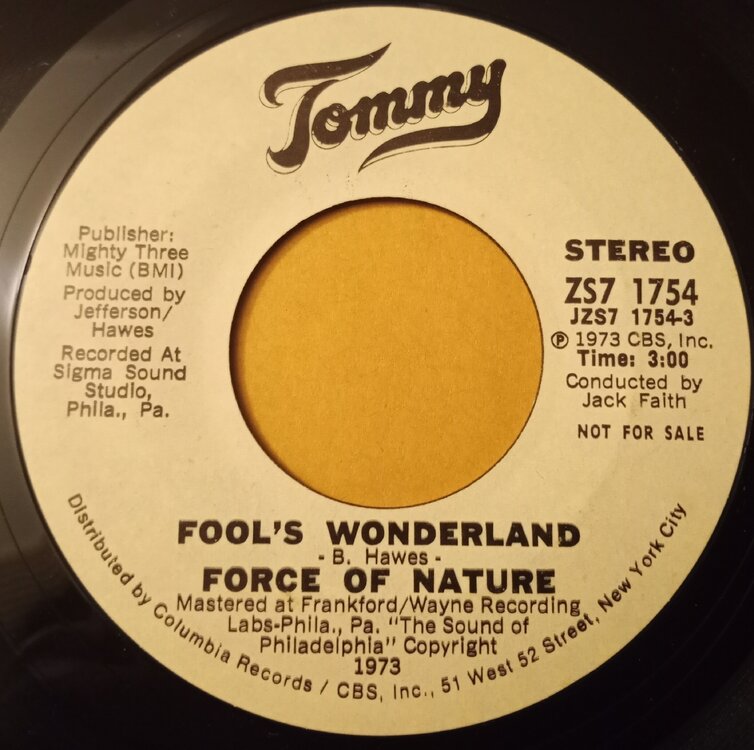 Tommy
Publisher:
Mighty Three
Music (BMI)
Produced by
Jefferson/
Hawes
Recorded At
Sigma Sound
Studio,
Phila., Pa.
STEREO
ZS7 1754
JZS7 1754-3
Ⓟ 1973 CBS, Inc.
Time: 3:00
Conducted by
Jack Faith
NOT FOR SALE
FOOL'S WONDERLAND
- B. Hawes -
FORCE OF NATURE
Mastered at Frankford/Wayne Recording
Labs-Phila., Pa. "The Sound of
Philadelphia" Copyright
1973
Distributed by Columbia Records / CBS, Inc., 51 West 52 Street, New York City